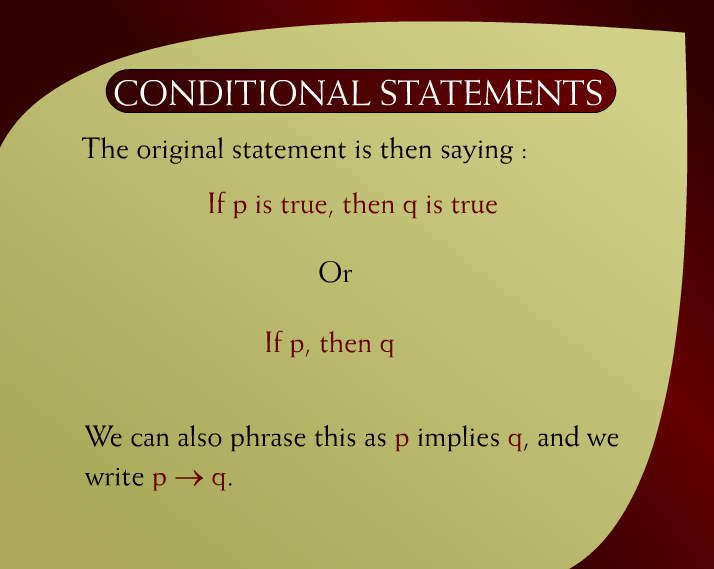 CONDITIONAL STATEMENTS
The original statement is then saying :
If p is true, then q is true
Or
If p, then q
We can also phrase this as p implies q, and we
write p → q.